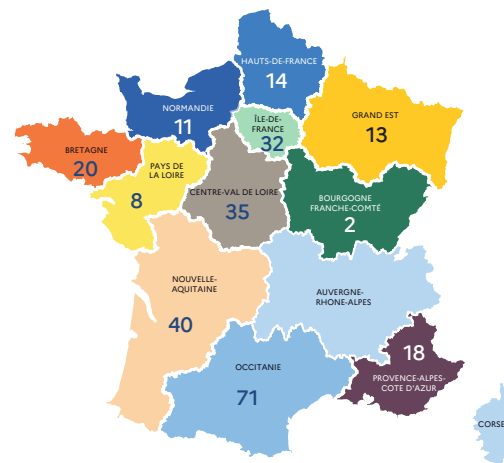 HAUTS-DE-FRANCE
14
NORMANDIE
11
ÎLE-DE-
FRANCE
32
GRAND EST
13
BRETAGNE
20
PAYS DE
LA LOIRE
8
CENTRE-VAL DE LOIRE
35
BOURGOGNE
FRANCHE-COMTÉ
2
NOUVELLE-
AQUITAINE
40
AUVERGNE-
RHONE-ALPES
OCCITANIE
71
18
PROVENCE-ALPES-
COTE D'AZUR
CORSE